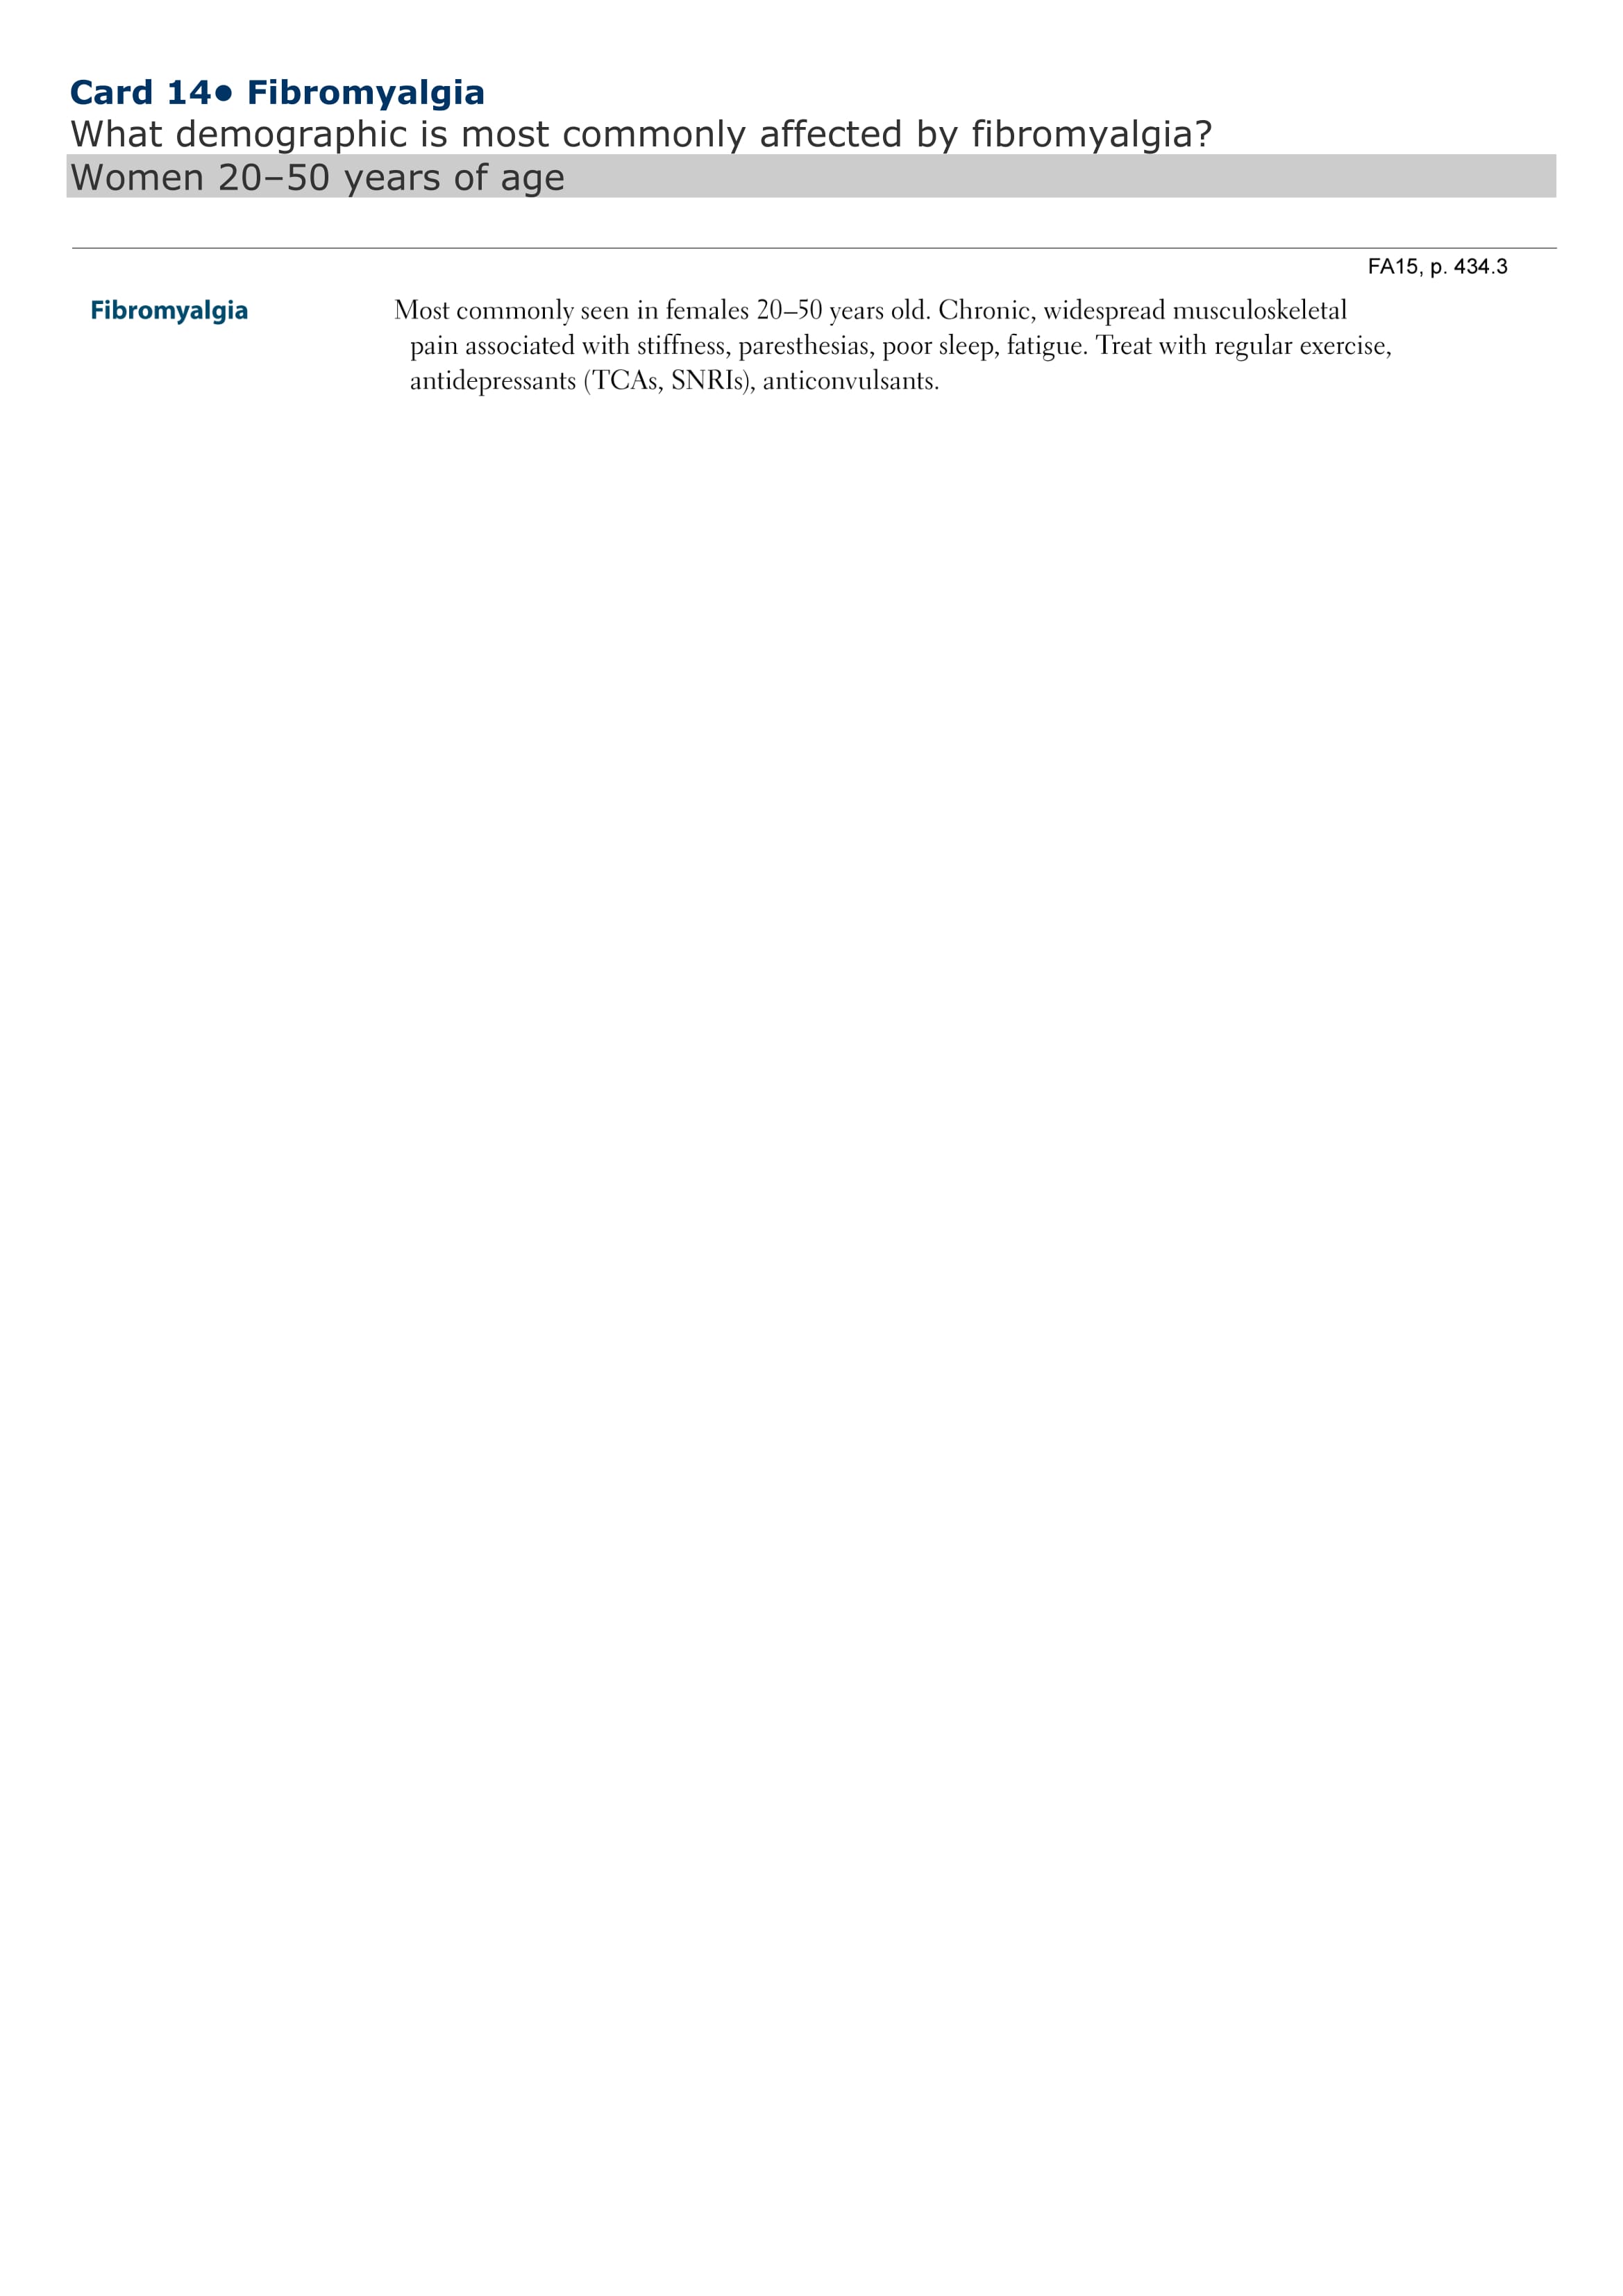 Card 14● Fibromyalgia
What demographic is most commonly affected by fibromyalgia?
Women 20–50 years of age
FA15, p. 434.3
Fibromyalgia
Most commonly seen in females 20–50 years old. Chronic, widespread musculoskeletal
pain associated with stiffness, paresthesias, poor sleep, fatigue. Treat with regular exercise,
antidepressants (TCAs, SNRIs), anticonvulsants.